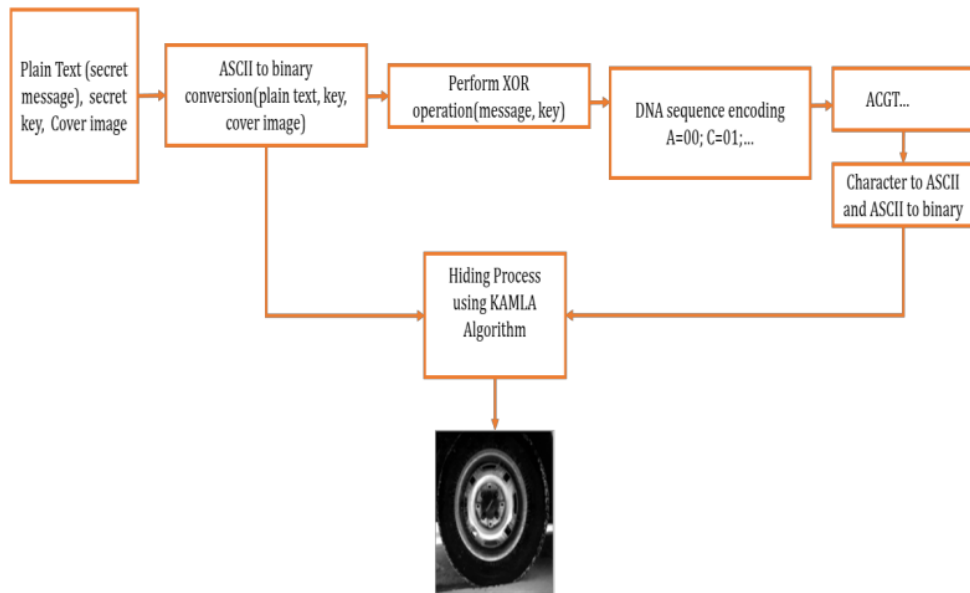 Plain Text (secret
message), secret
key, Cover image
ASCII to binary
conversion(plain text, key,
cover image)
Perform XOR
operation(message, key)
DNA sequence encoding
A=00; C=01;...
ACGT...
Character to ASCII
and ASCII to binary
Hiding Process
using KAMLA
Algorithm